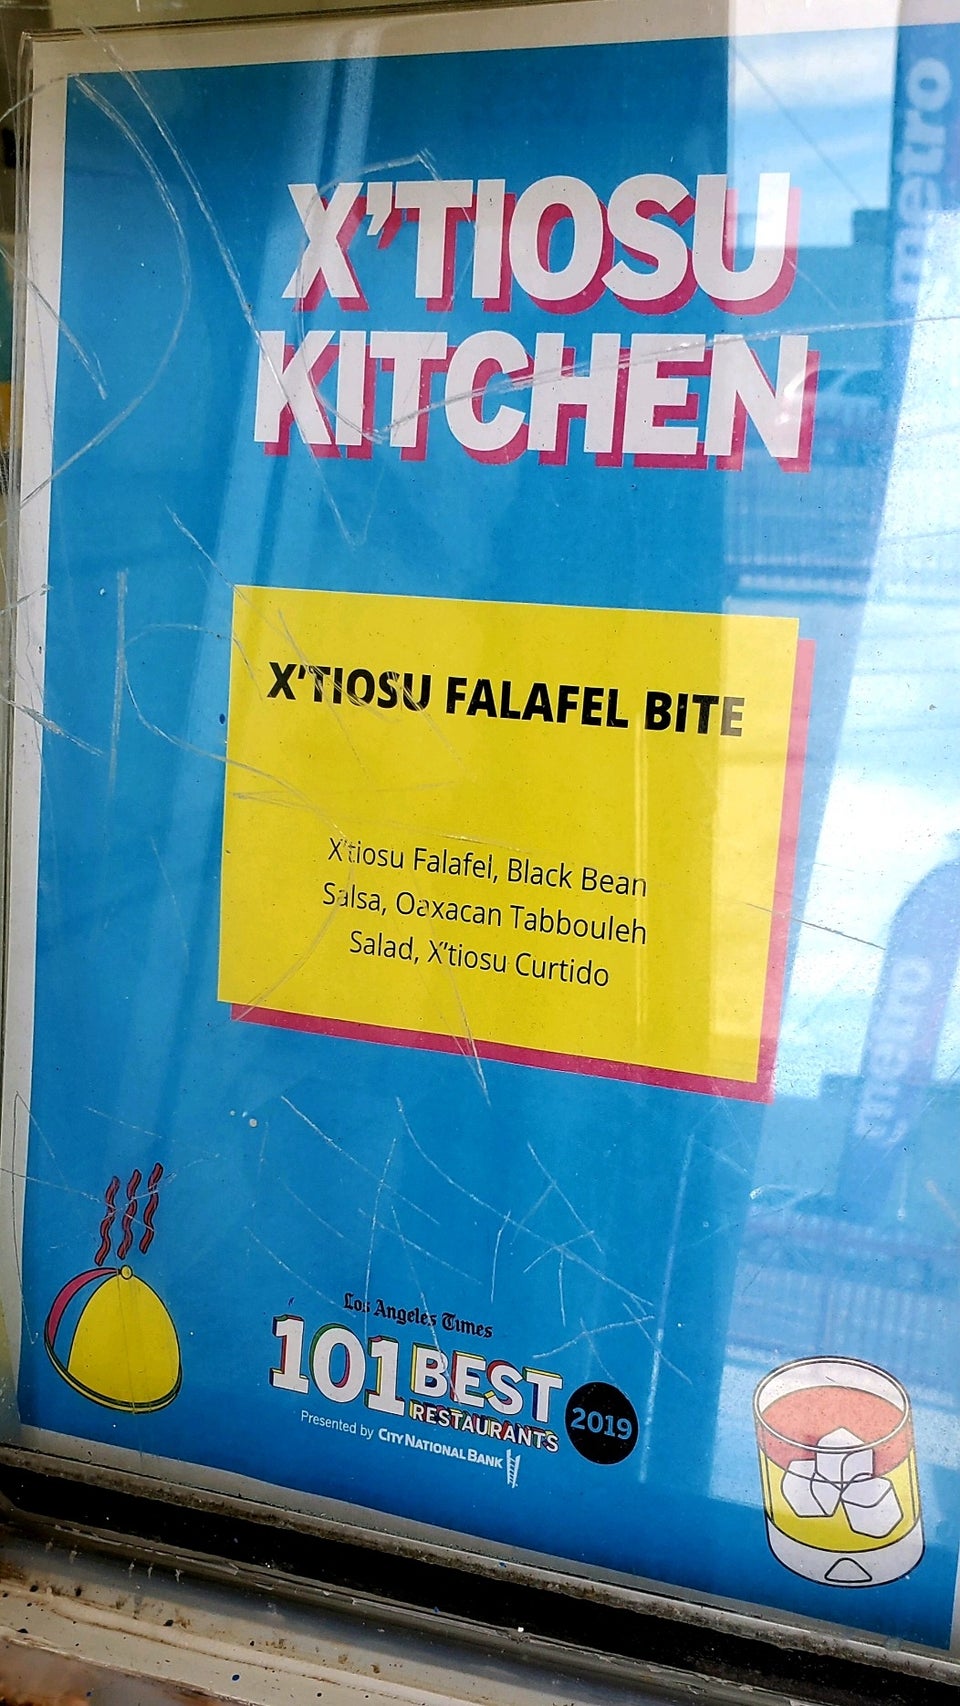 X'TIOSU
KITCHEN
X'TIOSU FALAFEL BITE
X'tiosu Falafel, Black Bean
Salsa, Oaxacan Tabbouleh
Salad, X'tiosu Curtido
Los Angeles Times
101 BEST
RESTAURANTS
2019
Presented by CITY NATIONAL BANK
metro
metro